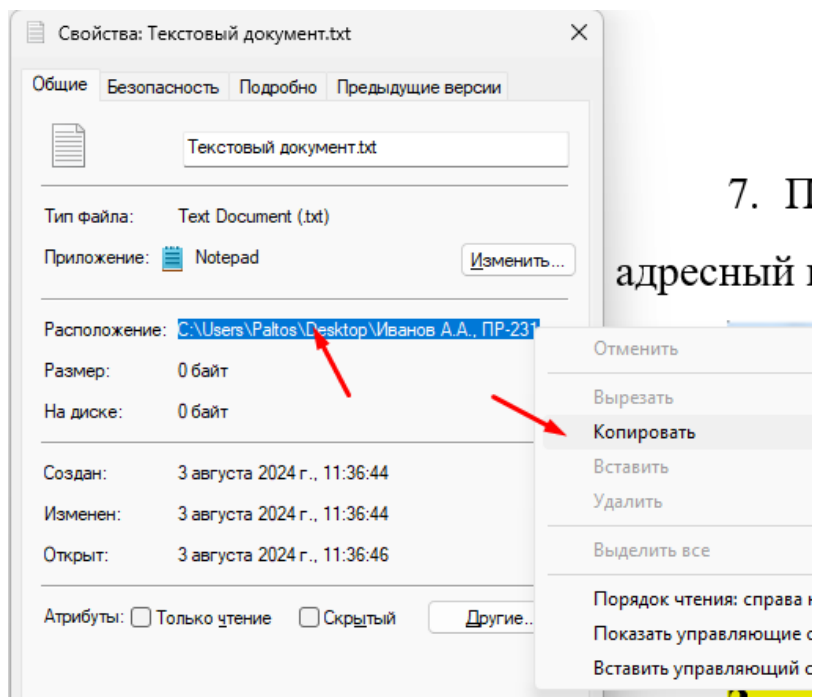 Свойства: Текстовый документ.txt
Общие Безопасность Подробно Предыдущие версии
Текстовый документ.txt
Тип файла: Text Document (.txt)
Приложение: Notepad Изменить...
Расположение: C:\Users\Paltos\Desktop\Иванов А.А., ПР-231
Размер: 0 байт
На диске: 0 байт
Создан: 3 августа 2024 г., 11:36:44
Изменен: 3 августа 2024 г., 11:36:44
Открыт: 3 августа 2024 г., 11:36:46
Атрибуты: Только чтение Скрытый Другие..
7. П
адресный
Отменить
Вырезать
Копировать
Вставить
Удалить
Выделить все
Порядок чтения: справа
Показать управляющие
Вставить управляющий